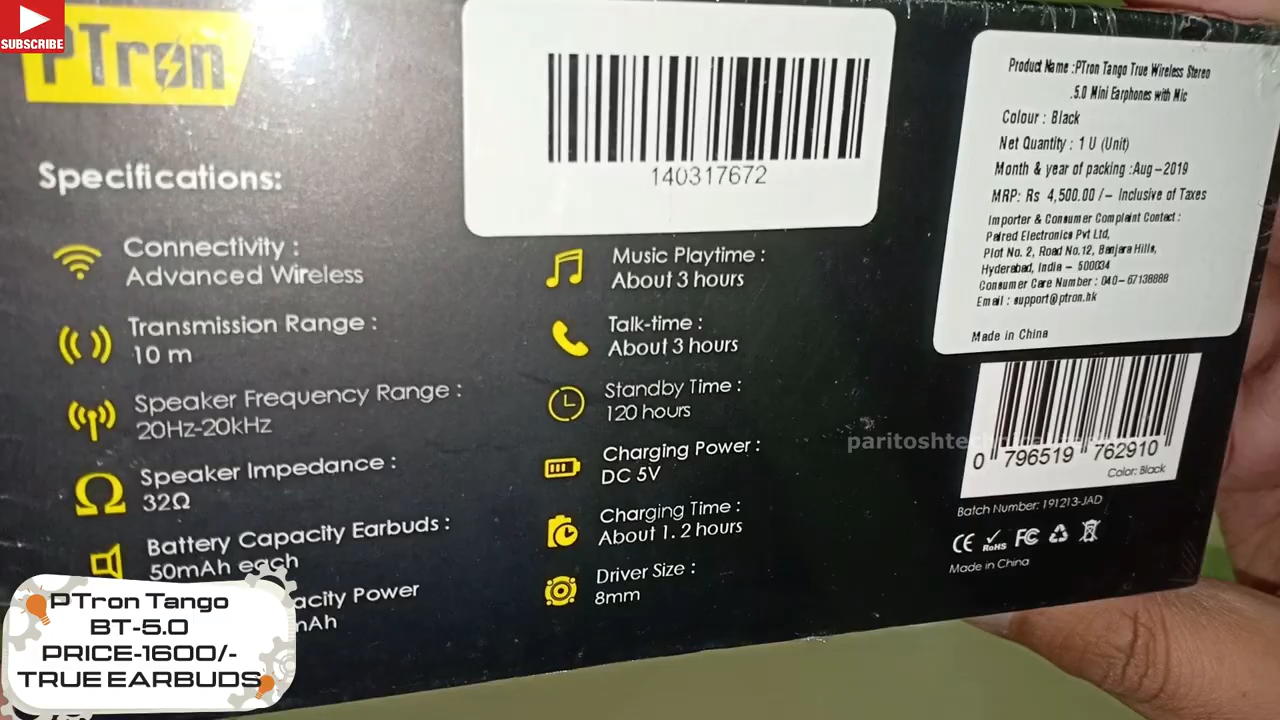 SUBSCRIBE
PTron
Specifications:
Connectivity :
Advanced Wireless
Transmission Range :
10 m
Speaker Frequency Range :
20Hz-20kHz
Speaker Impedance :
32Ω
Battery Capacity Earbuds :
50mAh each
acity Power
mAh
Music Playtime :
About 3 hours
Talk-time :
About 3 hours
Standby Time :
120 hours
Charging Power :
DC 5V
Charging Time :
About 1. 2 hours
Driver Size :
8mm
140317672
Product Name :PTron Tango True Wireless Stereo
.5.0 Mini Earphones with Mic
Colour : Black
Net Quantity : 1 U (Unit)
Month & year of packing :Aug-2019
MRP: Rs 4,500.00 /- Inclusive of Taxes
Importer & Consumer Complaint Contact :
Palred Electronics Pvt Ltd,
Plot No. 2, Road No.12, Banjara Hills,
Hyderabad, India - 500034
Consumer Care Number : 040-67138888
Email : support@ptron.hk
Made in China
0 796519 762910
Color: Black
Batch Number: 191213-JAD
CE RoHS FC
Made in China
PTron Tango
BT-5.0
PRICE-1600/-
TRUE EARBUDS